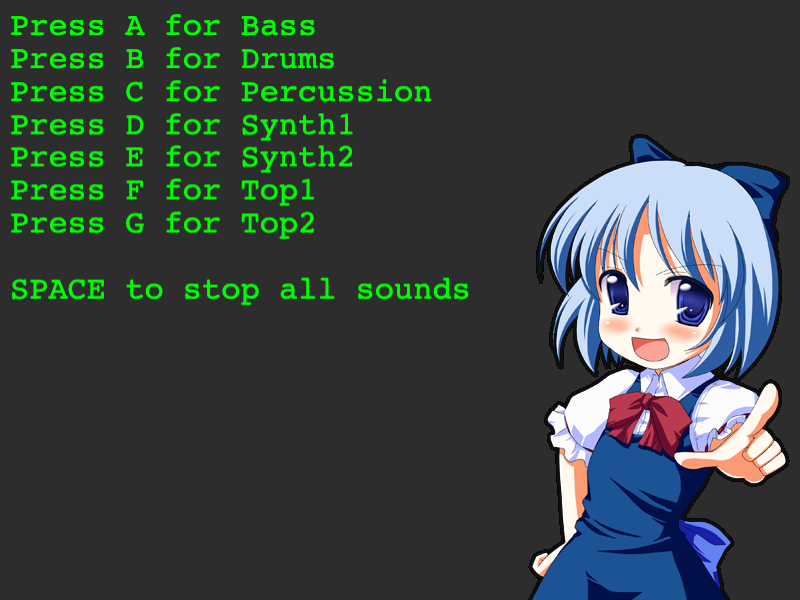 Press A for Bass
Press B for Drums
Press C for Percussion
Press D for Synth1
Press E for Synth2
Press F for Top1
Press G for Top2
SPACE to stop all sounds